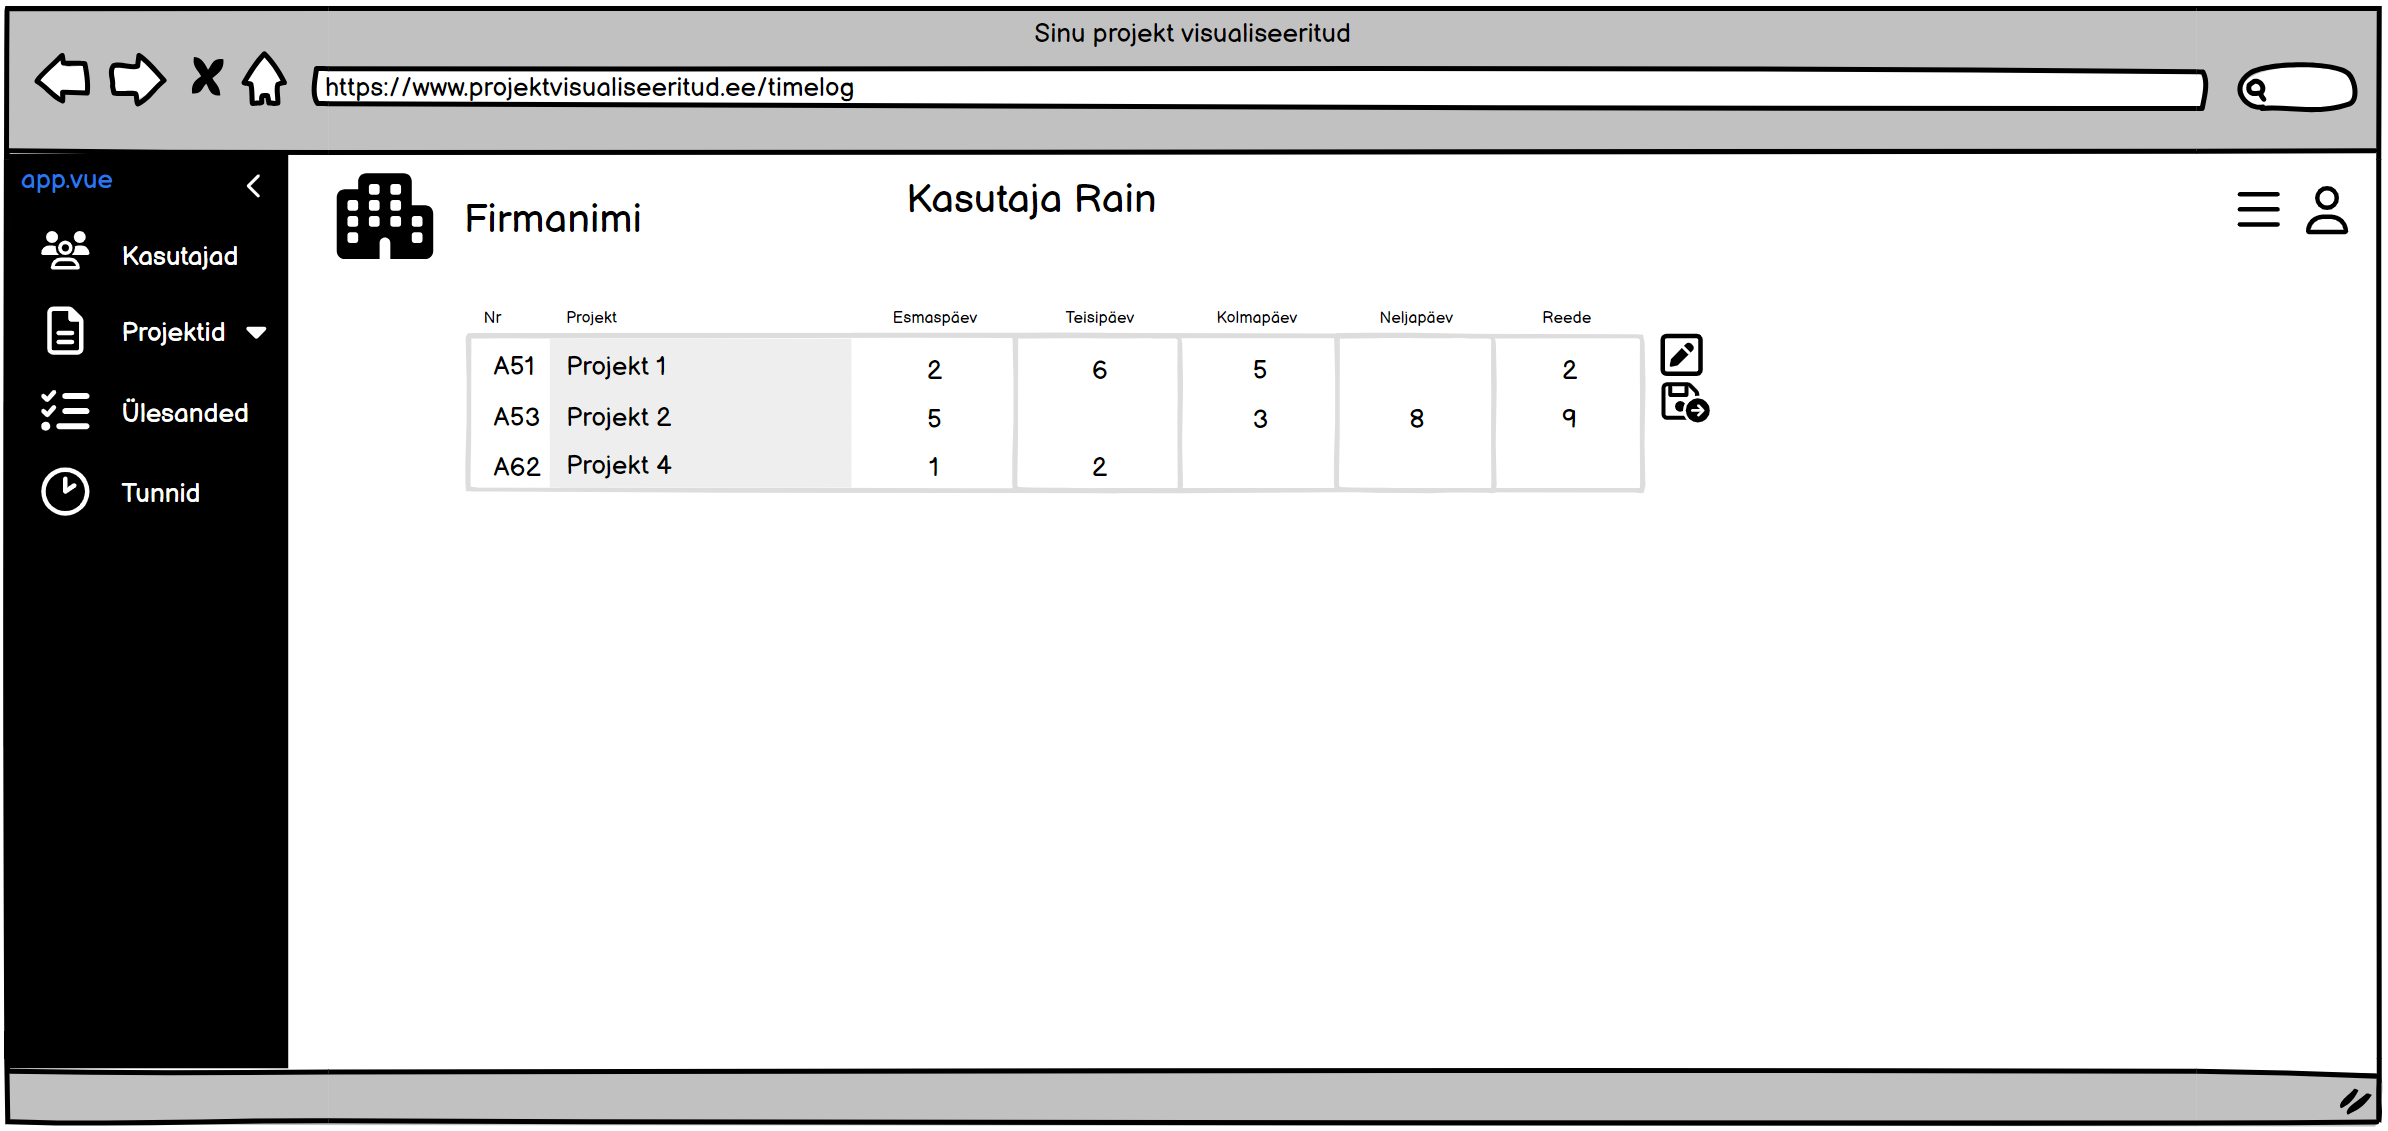 Sinu projekt visualiseeritud
https://www.projektvisualiseeritud.ee/timelog
app.vue
Kasutajad
Projektid
Ülesanded
Tunnid
Firmanimi
Kasutaja Rain
Nr Projekt Esmaspäev Teisipäev Kolmapäev Neljapäev Reede
A51 Projekt 1 2 6 5 2
A53 Projekt 2 5 3 8 9
A62 Projekt 4 1 2